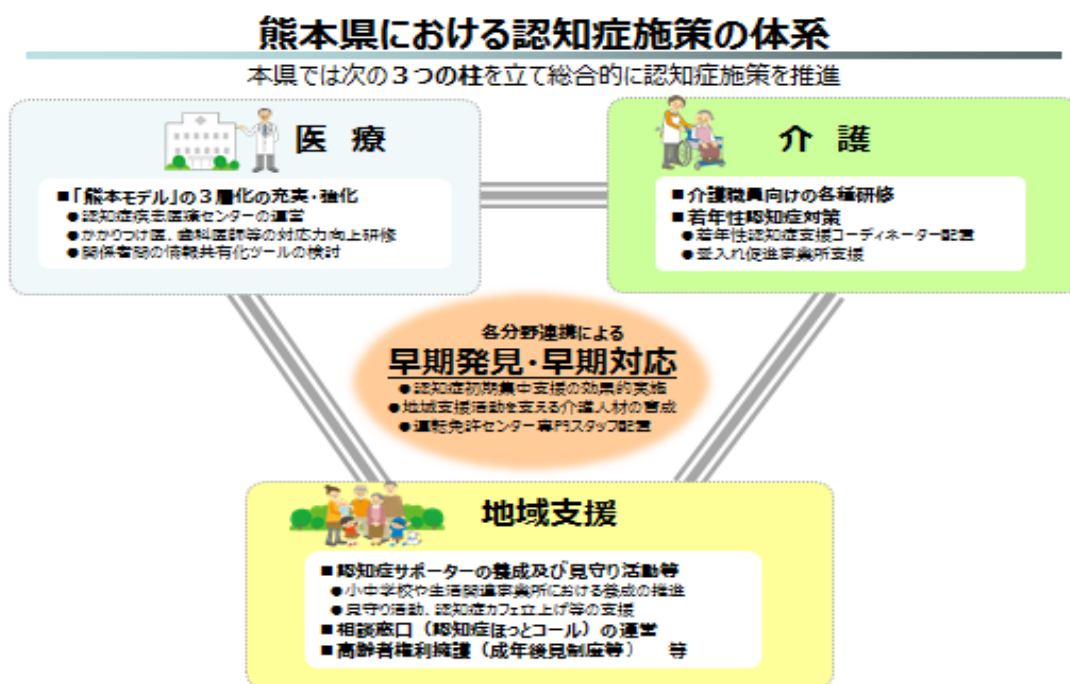 熊本県における認知症施策の体系
本県では次の３つの柱を立て総合的に認知症施策を推進
医 療
■「熊本モデル」の３層化の充実・強化
●認知症疾患医療センターの運営
●かかりつけ医、歯科医師等の対応力向上研修
●関係者間の情報共有化ツールの検討
介 護
■介護職員向けの各種研修
■若年性認知症対策
●若年性認知症支援コーディネーター配置
●受入れ促進事業所支援
各分野連携による
早期発見・早期対応
●認知症初期集中支援の効果的実施
●地域支援活動を支える介護人材の育成
●運転免許センター専門スタッフ配置
地域支援
■認知症サポーターの養成及び見守り活動等
●小中学校や生活関連事業所における養成の推進
●見守り活動、認知症カフェ立上げ等の支援
■相談窓口（認知症ほっとコール）の運営
■高齢者権利擁護（成年後見制度等）　等